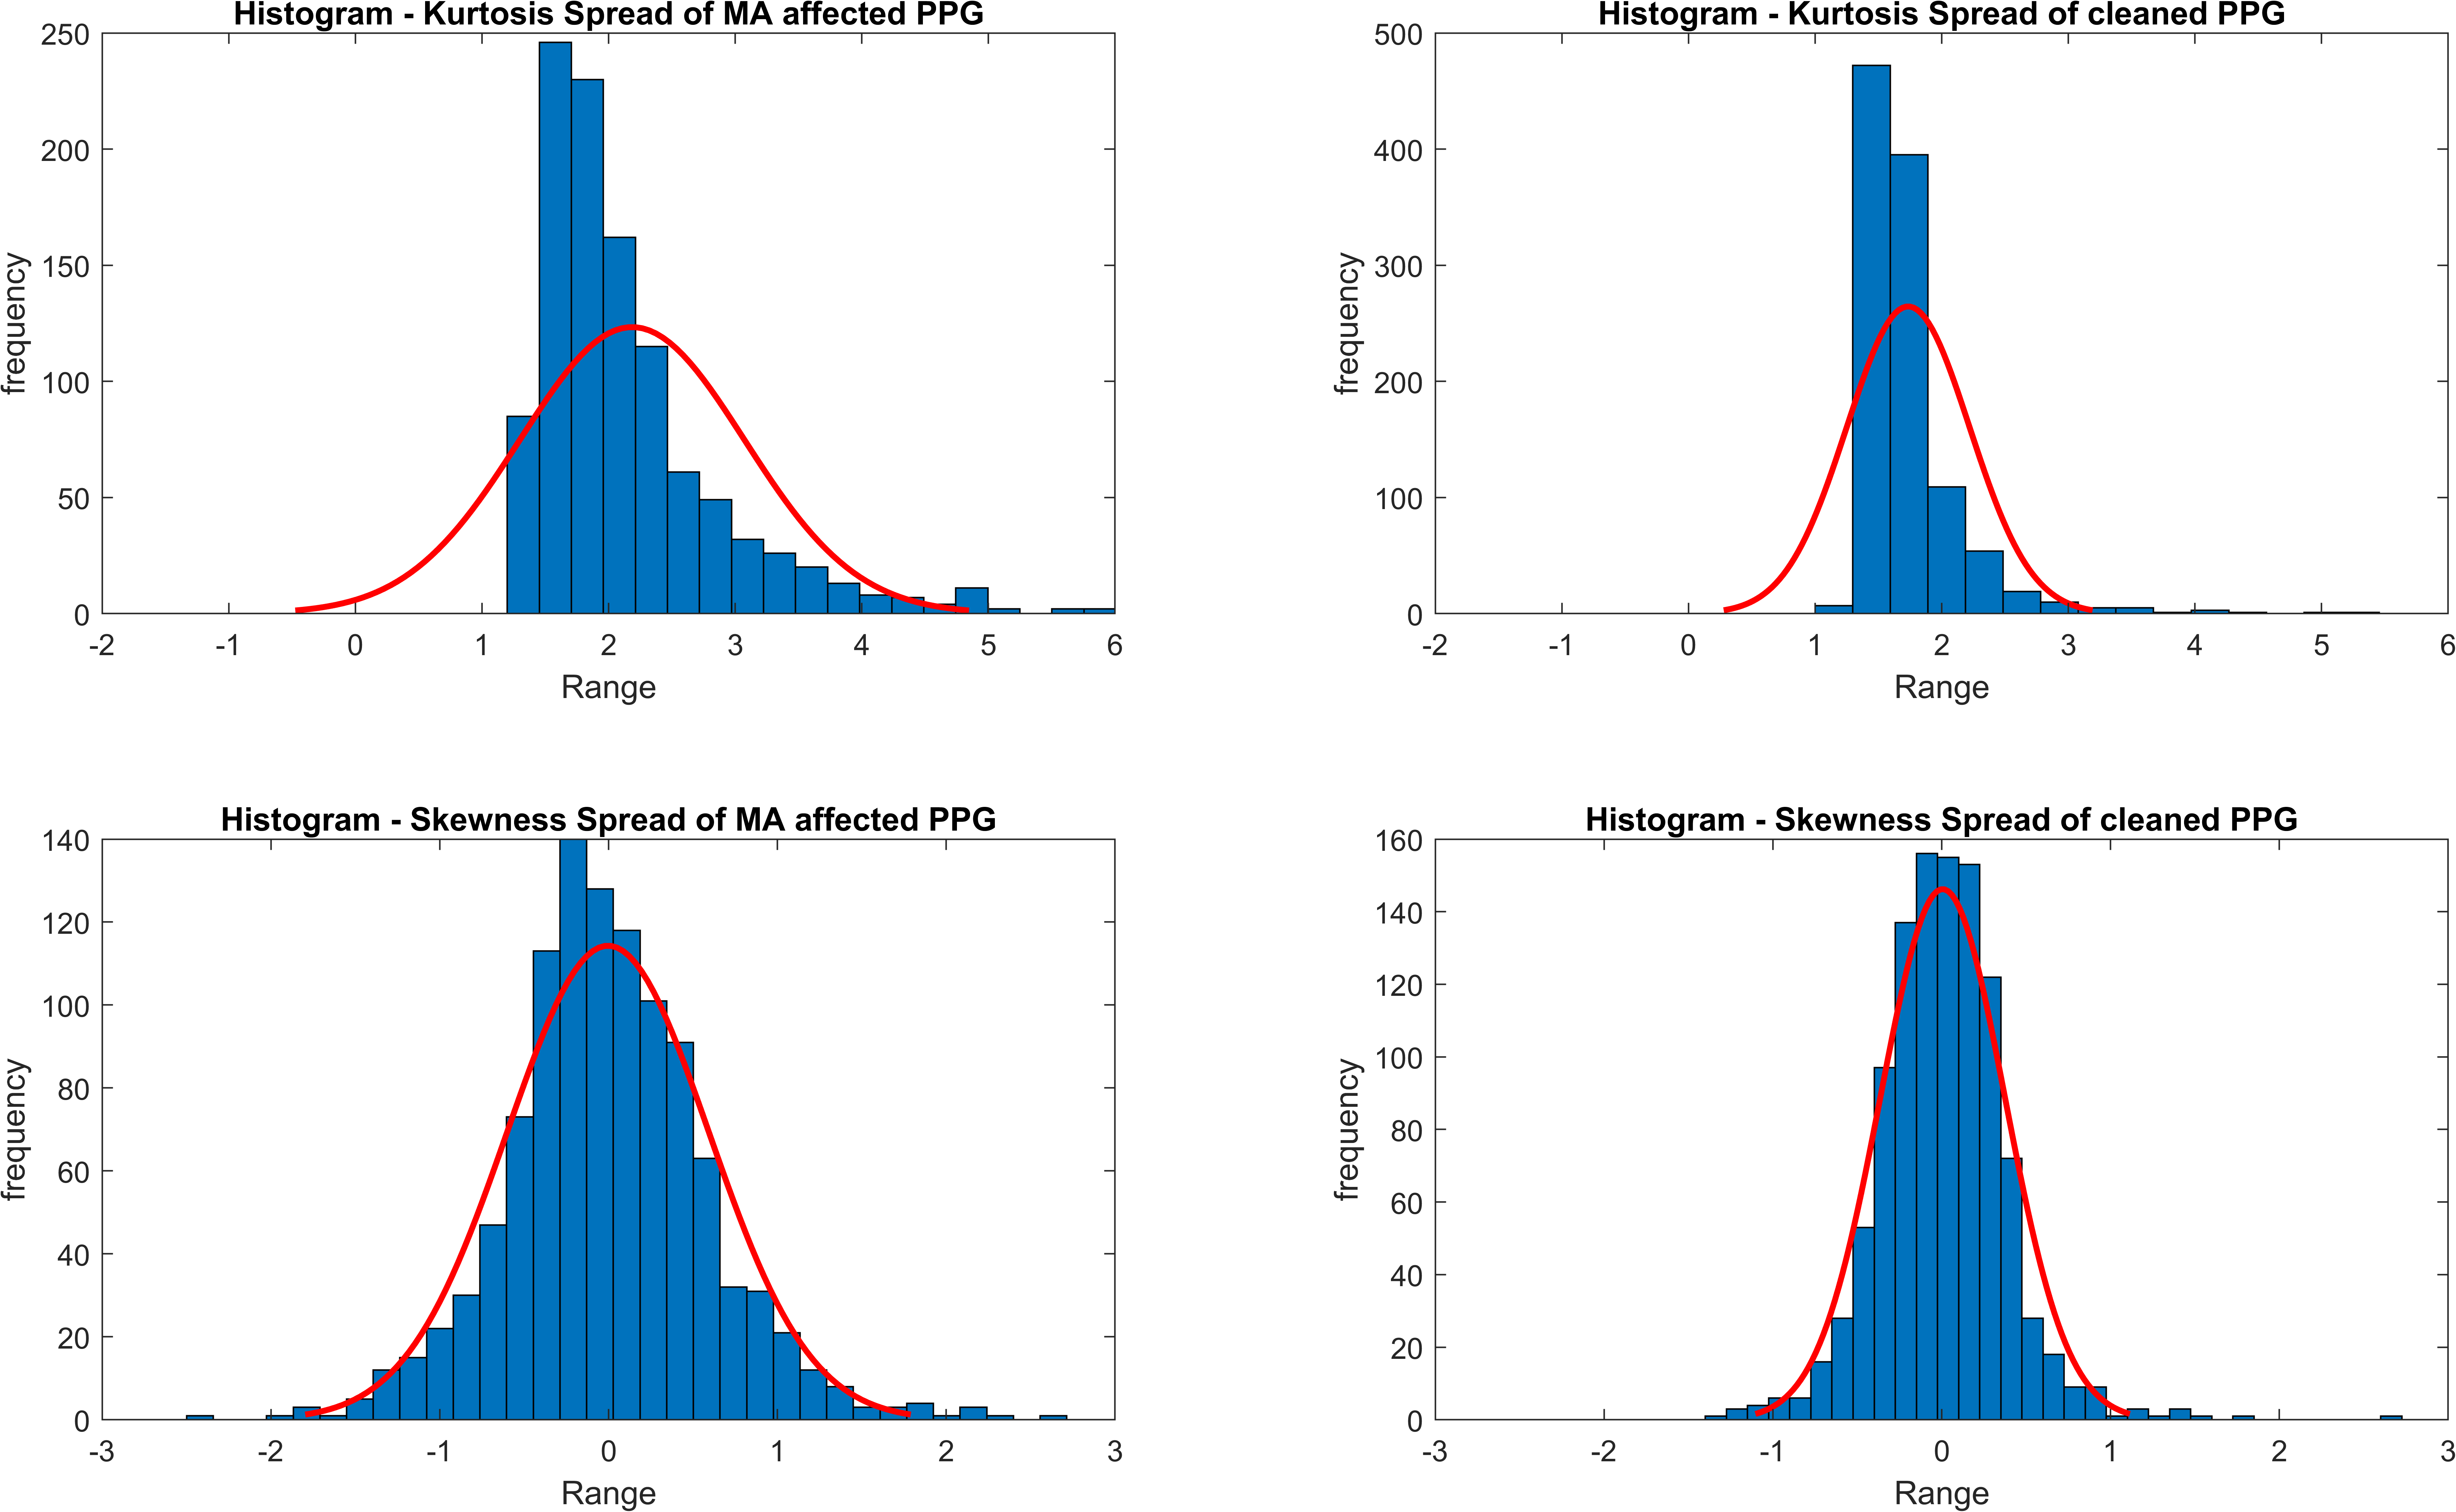 Histogram - Kurtosis Spread of MA affected PPG
250
200
150
100
50
0
frequency
-2 -1 0 1 2 3 4 5 6
Range
Histogram - Kurtosis Spread of cleaned PPG
500
400
300
200
100
0
frequency
-2 -1 0 1 2 3 4 5 6
Range
Histogram - Skewness Spread of MA affected PPG
140
120
100
80
60
40
20
0
frequency
-3 -2 -1 0 1 2 3
Range
Histogram - Skewness Spread of cleaned PPG
160
140
120
100
80
60
40
20
0
frequency
-3 -2 -1 0 1 2 3
Range